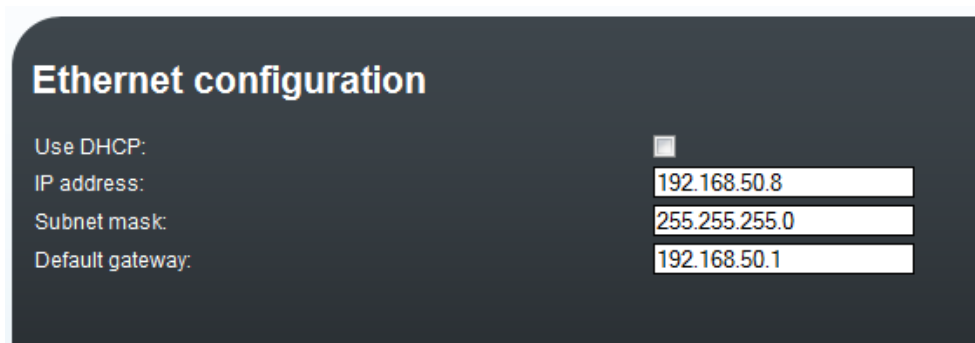 Ethernet configuration
Use DHCP:
IP address: 192.168.50.8
Subnet mask: 255.255.255.0
Default gateway: 192.168.50.1